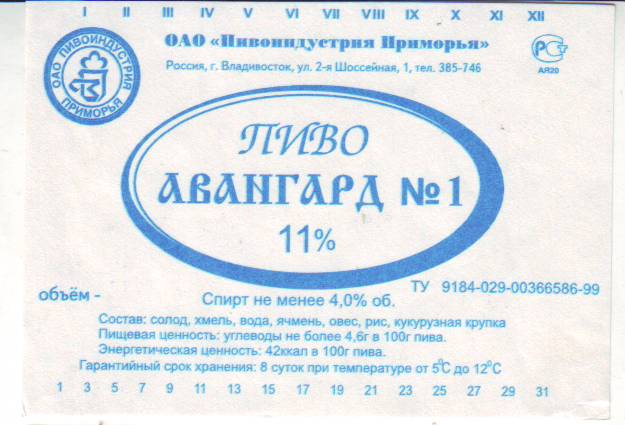 I II III IV V VI VII VIII IX X XI XII
ОАО «Пивоиндустрия Приморья»
ОАО ПИВОИНДУСТРИЯ ПРИМОРЬЯ
Россия, г. Владивосток, ул. 2-я Шоссейная, 1, тел. 385-746
РСТ
АЯ20
ПИВО
АВАНГАРД №1
11%
объём -
ТУ 9184-029-00366586-99
Спирт не менее 4,0% об.
Состав: солод, хмель, вода, ячмень, овес, рис, кукурузная крупка
Пищевая ценность: углеводы не более 4,6г в 100г пива.
Энергетическая ценность: 42ккал в 100г пива.
Гарантийный срок хранения: 8 суток при температуре от 5°С до 12°С
1 3 5 7 9 11 13 15 17 19 21 23 25 27 29 31